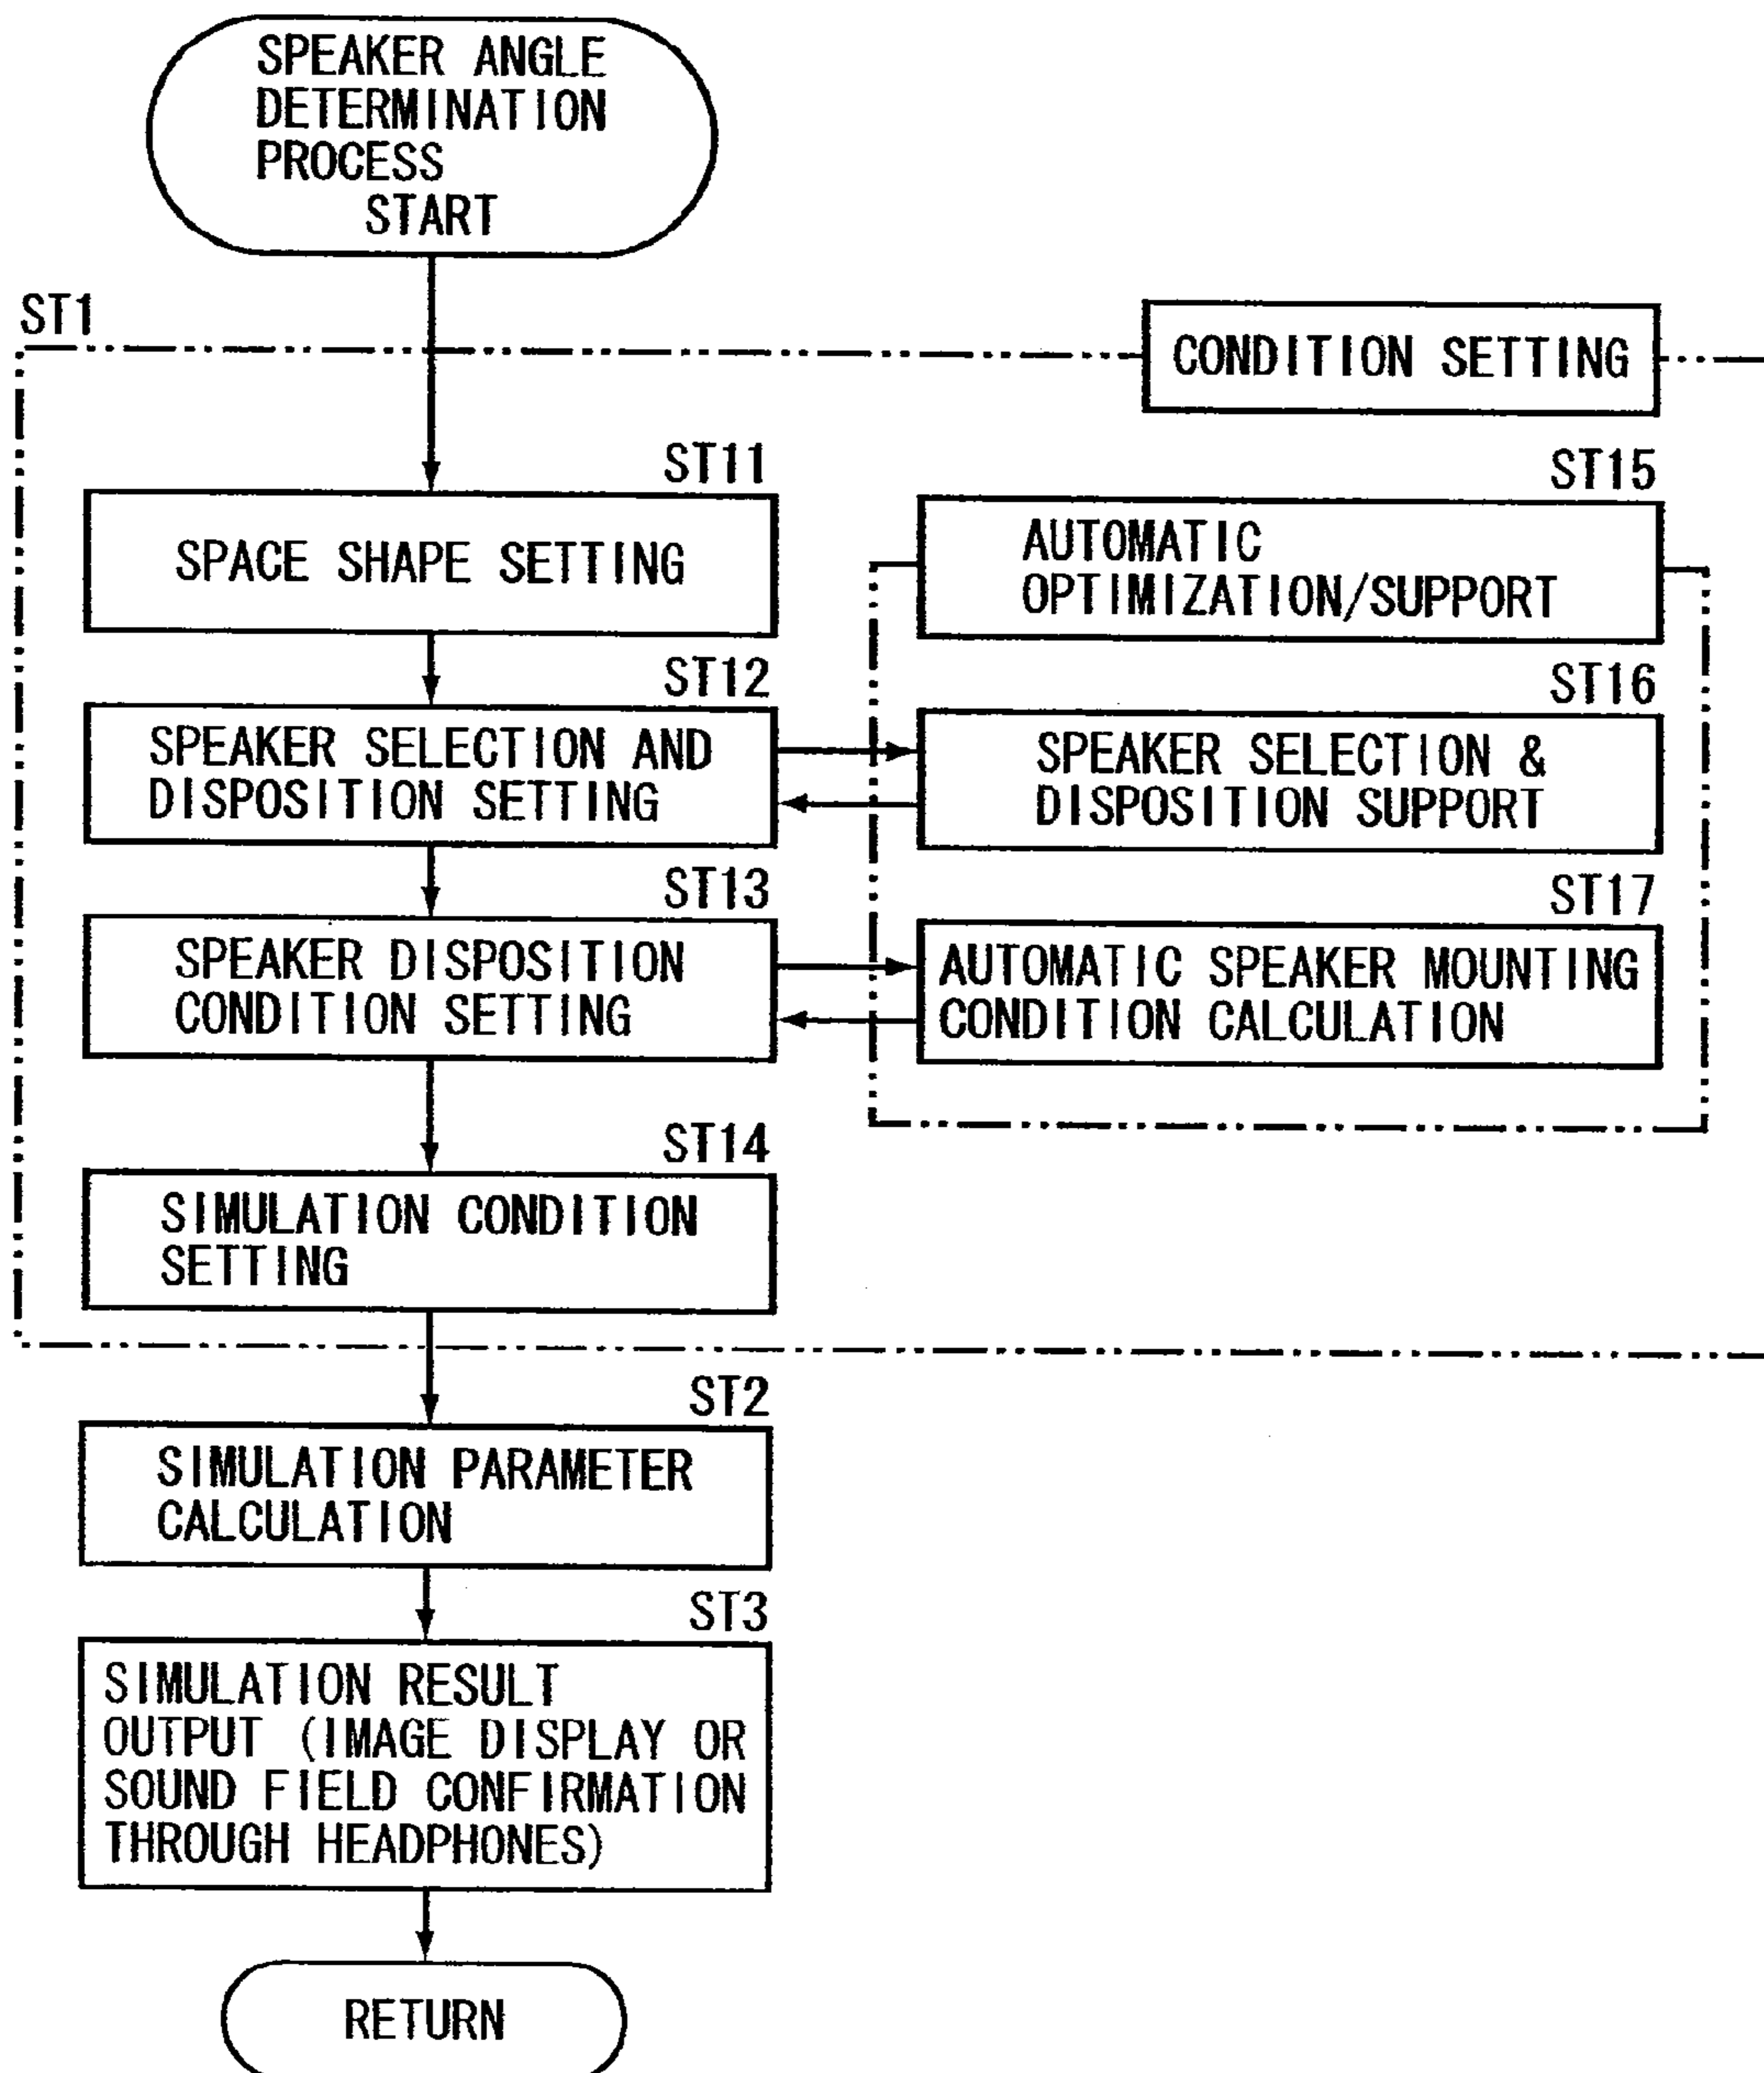 SPEAKER ANGLE
DETERMINATION
PROCESS
START
ST1
CONDITION SETTING
ST11
SPACE SHAPE SETTING
ST15
AUTOMATIC
OPTIMIZATION/SUPPORT
ST12
SPEAKER SELECTION AND
DISPOSITION SETTING
ST16
SPEAKER SELECTION &
DISPOSITION SUPPORT
ST13
SPEAKER DISPOSITION
CONDITION SETTING
ST17
AUTOMATIC SPEAKER MOUNTING
CONDITION CALCULATION
ST14
SIMULATION CONDITION
SETTING
ST2
SIMULATION PARAMETER
CALCULATION
ST3
SIMULATION RESULT
OUTPUT (IMAGE DISPLAY OR
SOUND FIELD CONFIRMATION
THROUGH HEADPHONES)
RETURN